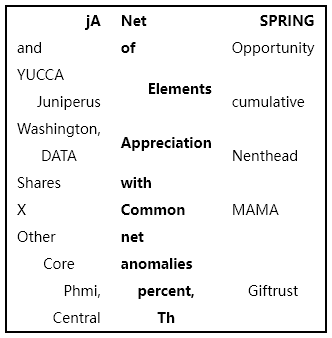 jA Net SPRING
and of Opportunity
YUCCA
Elements
Juniperus cumulative
Washington,
Appreciation
DATA Nenthead
Shares with
X Common MAMA
Other net
Core anomalies
Phmi, percent, Giftrust
Central Th